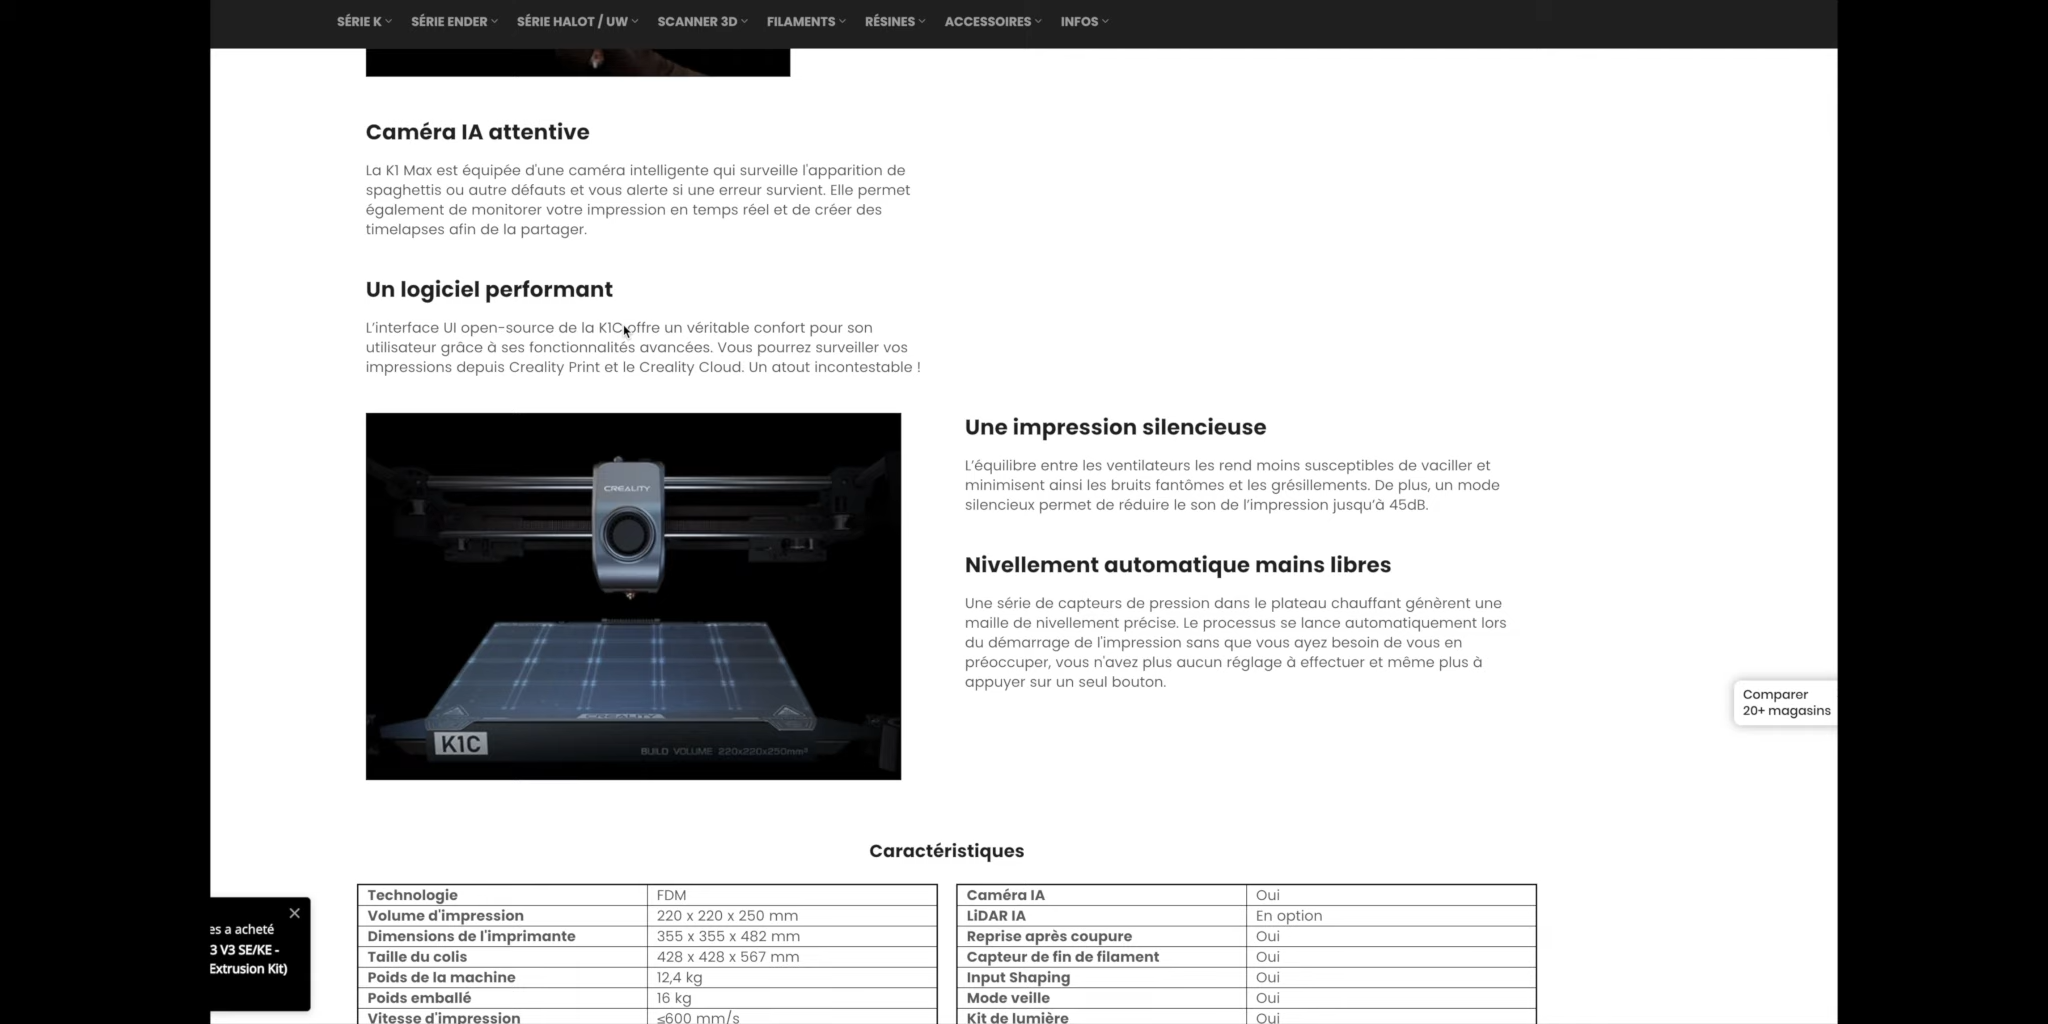 SÉRIE K
SÉRIE ENDER
SÉRIE HALOT / UW
SCANNER 3D
FILAMENTS
RÉSINES
ACCESSOIRES
INFOS
Caméra IA attentive
La K1 Max est équipée d'une caméra intelligente qui surveille l'apparition de
spaghettis ou autre défauts et vous alerte si une erreur survient. Elle permet
également de monitorer votre impression en temps réel et de créer des
timelapses afin de la partager.
Un logiciel performant
L’interface UI open-source de la K1C offre un véritable confort pour son
utilisateur grâce à ses fonctionnalités avancées. Vous pourrez surveiller vos
impressions depuis Creality Print et le Creality Cloud. Un atout incontestable !
CREALITY
CREALITY
K1C
BUILD VOLUME 220x220x250mm³
Une impression silencieuse
L’équilibre entre les ventilateurs les rend moins susceptibles de vaciller et
minimisent ainsi les bruits fantômes et les grésillements. De plus, un mode
silencieux permet de réduire le son de l’impression jusqu’à 45dB.
Nivellement automatique mains libres
Une série de capteurs de pression dans le plateau chauffant génèrent une
maille de nivellement précise. Le processus se lance automatiquement lors
du démarrage de l'impression sans que vous ayez besoin de vous en
préoccuper, vous n'avez plus aucun réglage à effectuer et même plus à
appuyer sur un seul bouton.
Comparer
20+ magasins
Caractéristiques
Technologie FDM
Volume d'impression 220 x 220 x 250 mm
Dimensions de l'imprimante 355 x 355 x 482 mm
Taille du colis 428 x 428 x 567 mm
Poids de la machine 12,4 kg
Poids emballé 16 kg
Vitesse d'impression ≤600 mm/s
Caméra IA Oui
LiDAR IA En option
Reprise après coupure Oui
Capteur de fin de filament Oui
Input Shaping Oui
Mode veille Oui
Kit de lumière Oui
es a acheté
3 V3 SE/KE -
Extrusion Kit)